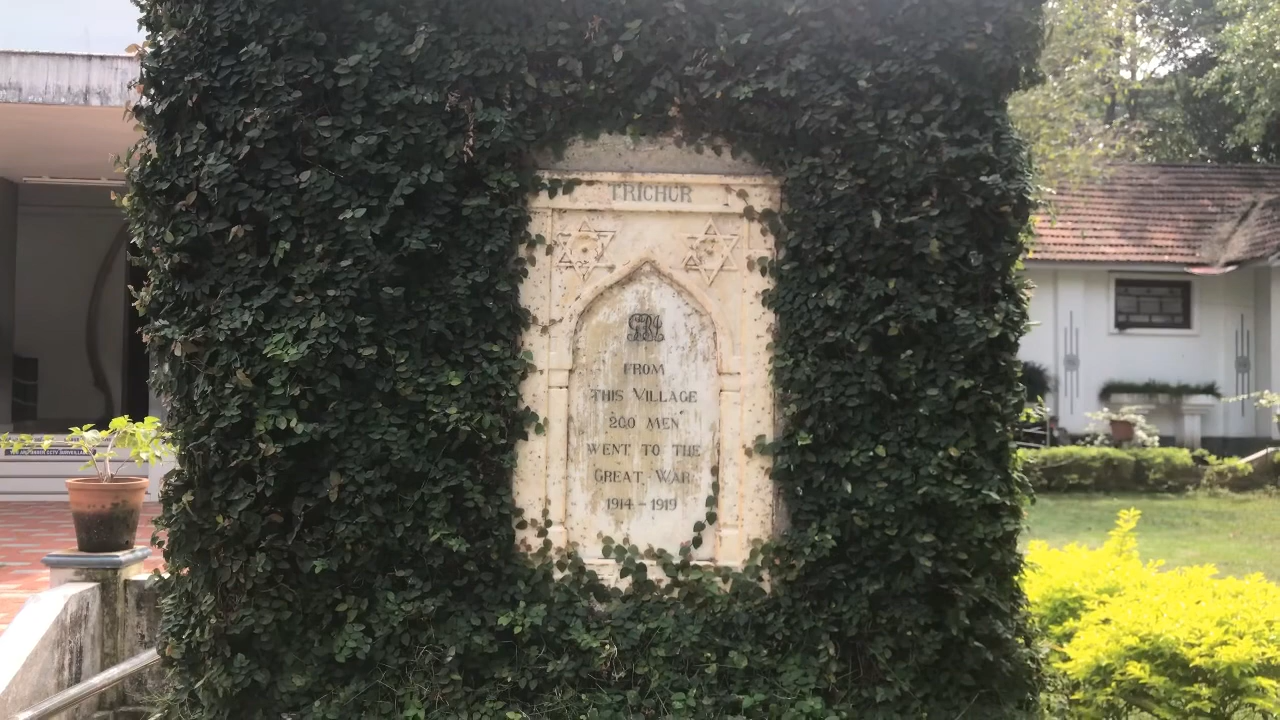 TRICHUR
FROM
THIS VILLAGE
200 MEN
WENT TO THE
GREAT WAR
1914 - 1919